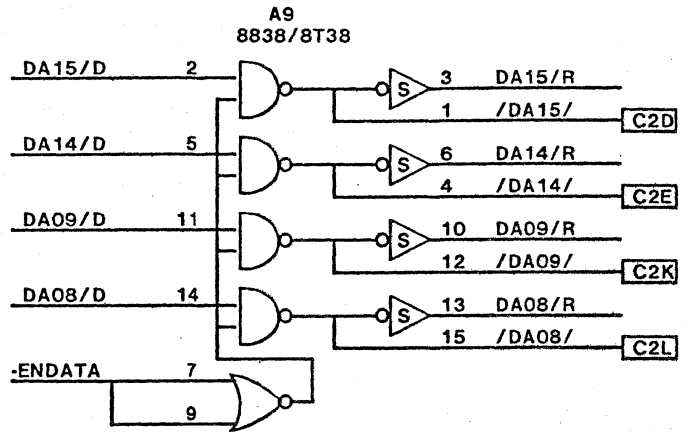 A9
8838/8T38
DA15/D 2 S 3 DA15/R
1 /DA15/ C2D
DA14/D 5 S 6 DA14/R
4 /DA14/ C2E
DA09/D 11 S 10 DA09/R
12 /DA09/ C2K
DA08/D 14 S 13 DA08/R
15 /DA08/ C2L
-ENDATA 7
9